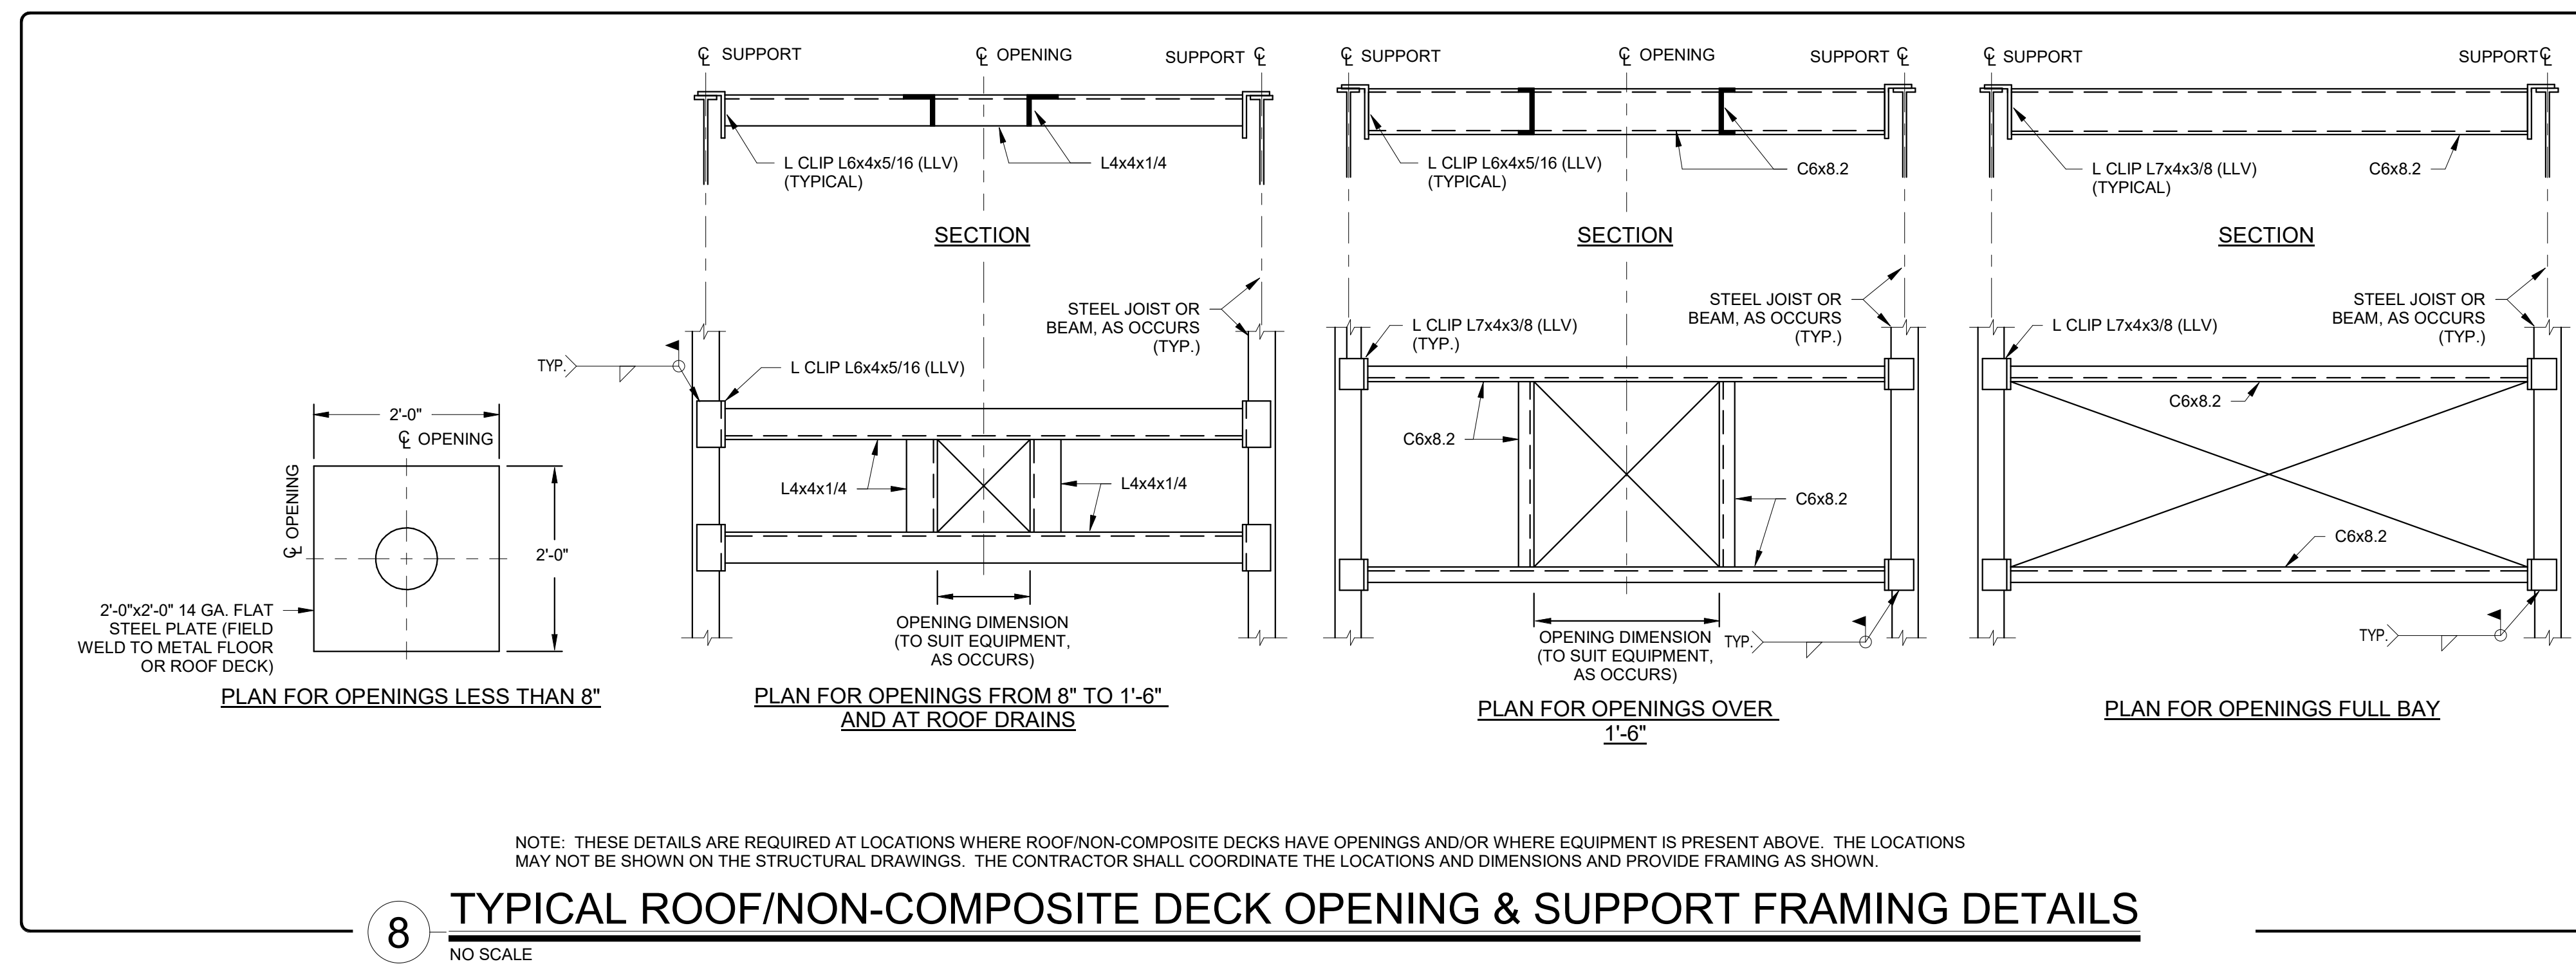 ℄ SUPPORT
℄ OPENING
SUPPORT ℄
L CLIP L6x4x5/16 (LLV)
(TYPICAL)
L4x4x1/4
SECTION
℄ SUPPORT
℄ OPENING
SUPPORT ℄
L CLIP L6x4x5/16 (LLV)
(TYPICAL)
C6x8.2
SECTION
℄ SUPPORT
SUPPORT ℄
L CLIP L7x4x3/8 (LLV)
(TYPICAL)
C6x8.2
SECTION
2'-0"
℄ OPENING
℄ OPENING
2'-0"
2'-0"x2'-0" 14 GA. FLAT
STEEL PLATE (FIELD
WELD TO METAL FLOOR
OR ROOF DECK)
PLAN FOR OPENINGS LESS THAN 8"
STEEL JOIST OR
BEAM, AS OCCURS
(TYP.)
TYP.
L CLIP L6x4x5/16 (LLV)
L4x4x1/4
L4x4x1/4
OPENING DIMENSION
(TO SUIT EQUIPMENT,
AS OCCURS)
PLAN FOR OPENINGS FROM 8" TO 1'-6"
AND AT ROOF DRAINS
STEEL JOIST OR
BEAM, AS OCCURS
(TYP.)
L CLIP L7x4x3/8 (LLV)
(TYP.)
C6x8.2
C6x8.2
OPENING DIMENSION
(TO SUIT EQUIPMENT,
AS OCCURS)
TYP.
PLAN FOR OPENINGS OVER
1'-6"
STEEL JOIST OR
BEAM, AS OCCURS
(TYP.)
L CLIP L7x4x3/8 (LLV)
C6x8.2
C6x8.2
TYP.
PLAN FOR OPENINGS FULL BAY
NOTE: THESE DETAILS ARE REQUIRED AT LOCATIONS WHERE ROOF/NON-COMPOSITE DECKS HAVE OPENINGS AND/OR WHERE EQUIPMENT IS PRESENT ABOVE. THE LOCATIONS
MAY NOT BE SHOWN ON THE STRUCTURAL DRAWINGS. THE CONTRACTOR SHALL COORDINATE THE LOCATIONS AND DIMENSIONS AND PROVIDE FRAMING AS SHOWN.
8
TYPICAL ROOF/NON-COMPOSITE DECK OPENING & SUPPORT FRAMING DETAILS
NO SCALE